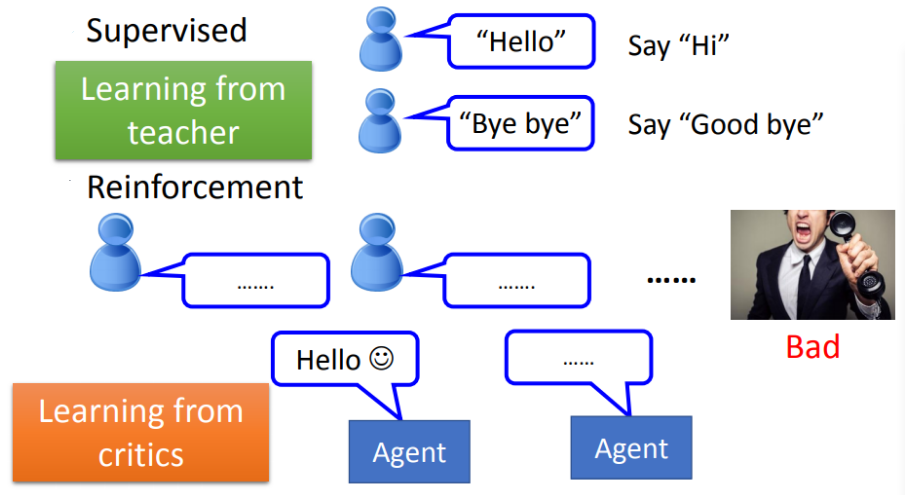 Supervised
Learning from
teacher
“Hello”
Say “Hi”
“Bye bye”
Say “Good bye”
Reinforcement
…….
…….
……
Bad
Hello ☺
……
Learning from
critics
Agent
Agent